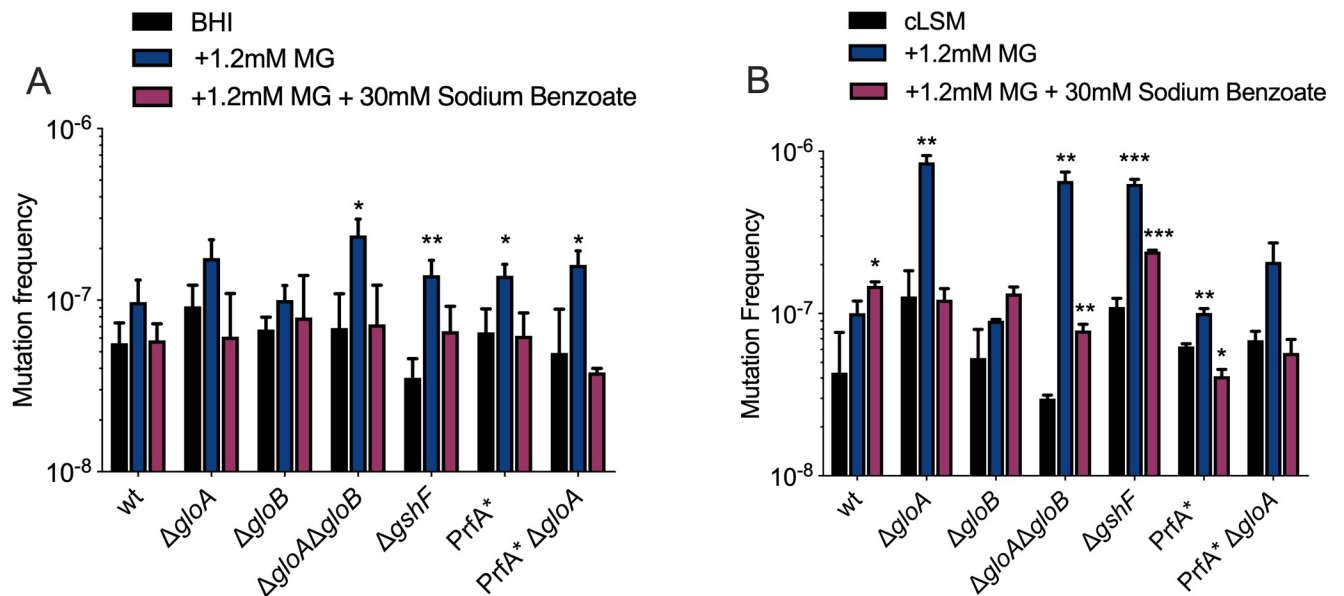 A
BHI
+1.2mM MG
+1.2mM MG + 30mM Sodium Benzoate
Mutation frequency
10-6
10-7
10-8
*
**
*
*
wt
ΔgloA
ΔgloB
ΔgloAΔgloB
ΔgshF
PrfA*
PrfA* ΔgloA
B
cLSM
+1.2mM MG
+1.2mM MG + 30mM Sodium Benzoate
Mutation Frequency
10-6
10-7
10-8
*
**
**
**
***
***
**
*
wt
ΔgloA
ΔgloB
ΔgloAΔgloB
ΔgshF
PrfA*
PrfA* ΔgloA